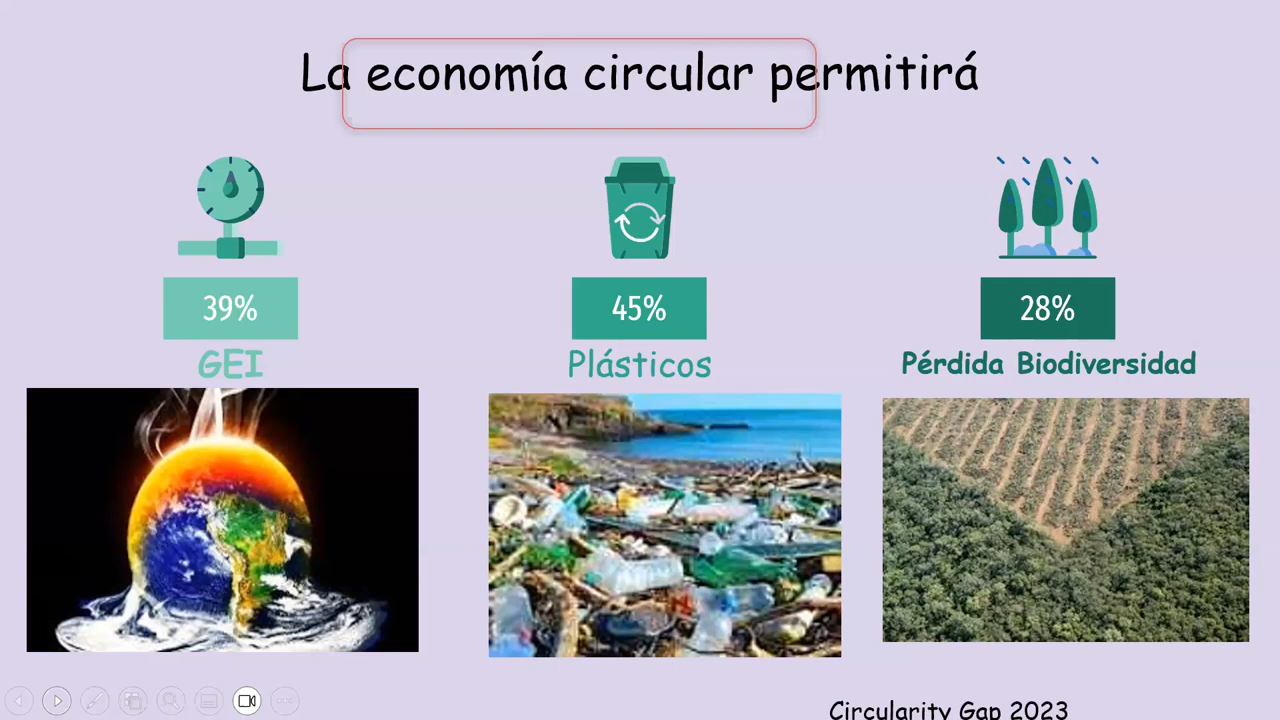 La economía circular permitirá
39%
45%
28%
GEI
Plásticos
Pérdida Biodiversidad
Circularity Gap 2023